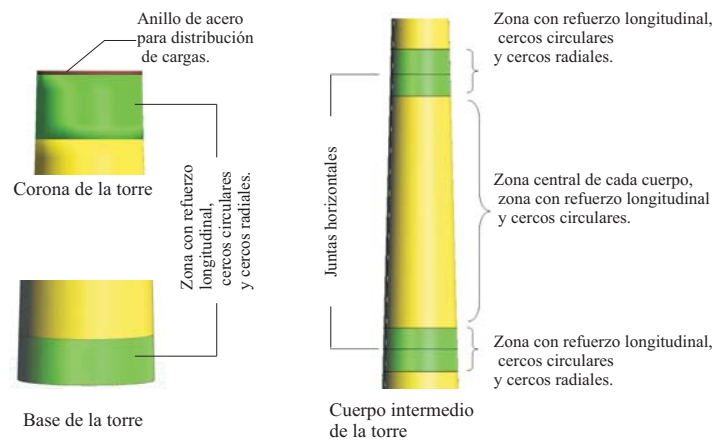 Anillo de acero
para distribución
de cargas.
Corona de la torre
Zona con refuerzo
longitudinal,
cercos circulares
y cercos radiales.
Base de la torre
Juntas horizontales
Zona con refuerzo longitudinal,
cercos circulares
y cercos radiales.
Zona central de cada cuerpo,
zona con refuerzo longitudinal
y cercos circulares.
Zona con refuerzo longitudinal,
cercos circulares
y cercos radiales.
Cuerpo intermedio
de la torre